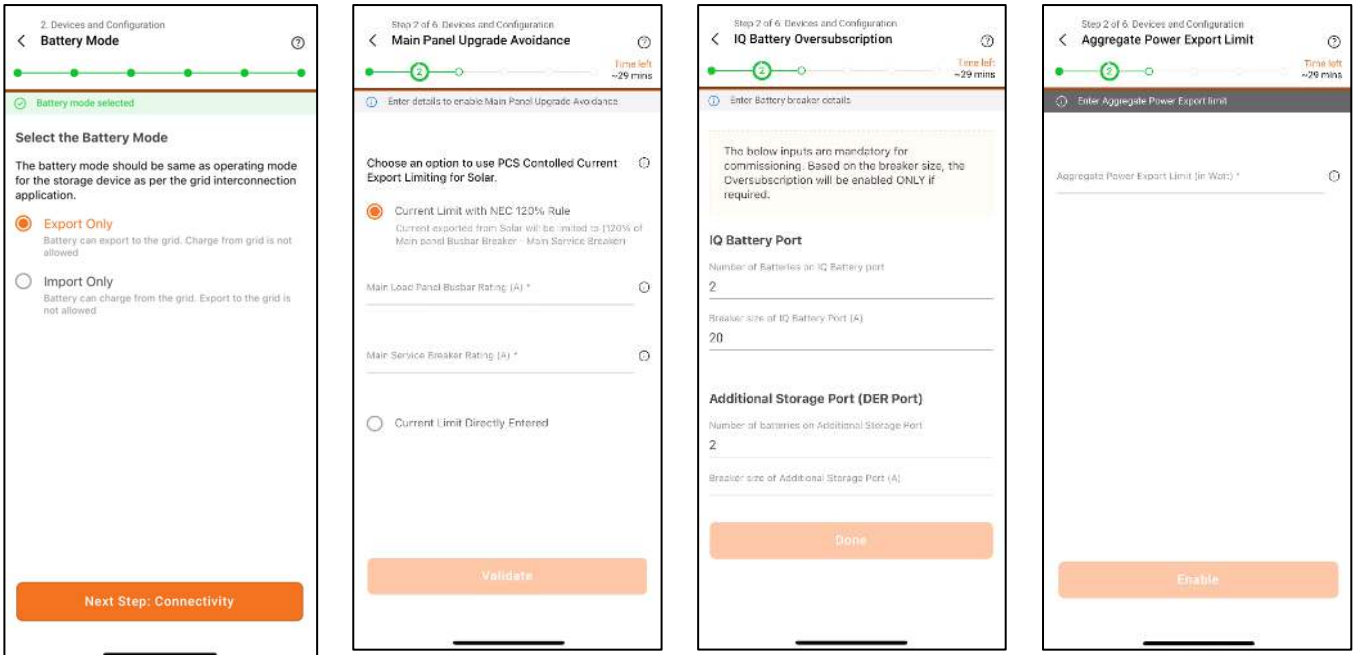 2. Devices and Configuration
Battery Mode
Battery mode selected
Select the Battery Mode
The battery mode should be same as operating mode
for the storage device as per the grid interconnection
application.
Export Only
Battery can export to the grid. Charge from grid is not
allowed
Import Only
Battery can charge from the grid. Export to the grid is
not allowed
Next Step: Connectivity
Step 2 of 6: Devices and Configuration
Main Panel Upgrade Avoidance
2
Time left
~29 mins
Enter details to enable Main Panel Upgrade Avoidance
Choose an option to use PCS Contolled Current
Export Limiting for Solar.
Current Limit with NEC 120% Rule
Current exported from Solar will be limited to [120% of
Main panel Busbar Breaker - Main Service Breaker]
Main Load Panel Busbar Rating (A) *
Main Service Breaker Rating (A) *
Current Limit Directly Entered
Validate
Step 2 of 6: Devices and Configuration
IQ Battery Oversubscription
2
Time left
~29 mins
Enter Battery breaker details
The below inputs are mandatory for
commissioning. Based on the breaker size, the
Oversubscription will be enabled ONLY if
required.
IQ Battery Port
Number of Batteries on IQ Battery port
2
Breaker size of IQ Battery Port (A)
20
Additional Storage Port (DER Port)
Number of batteries on Additional Storage Port
2
Breaker size of Additional Storage Port (A)
Done
Step 2 of 6: Devices and Configuration
Aggregate Power Export Limit
2
Time left
~29 mins
Enter Aggregate Power Export limit
Aggregate Power Export Limit (in Watt) *
Enable